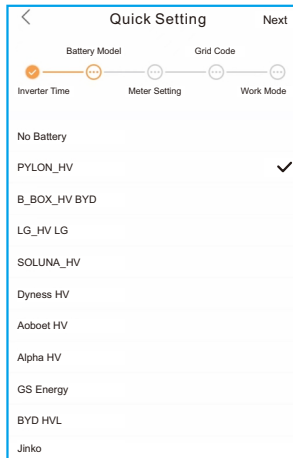 Quick Setting Next
Battery Model Grid Code
Inverter Time Meter Setting Work Mode
No Battery
PYLON_HV
B_BOX_HV BYD
LG_HV LG
SOLUNA_HV
Dyness HV
Aoboet HV
Alpha HV
GS Energy
BYD HVL
Jinko